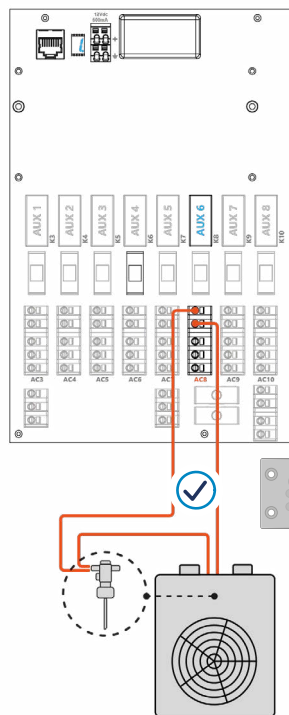 12Vdc
500mA
+
AUX 1
K3
AUX 2
K4
AUX 3
K5
AUX 4
K6
AUX 5
K7
AUX 6
K8
AUX 7
K9
AUX 8
K10
AC3
AC4
AC5
AC6
AC8
AC9
AC10